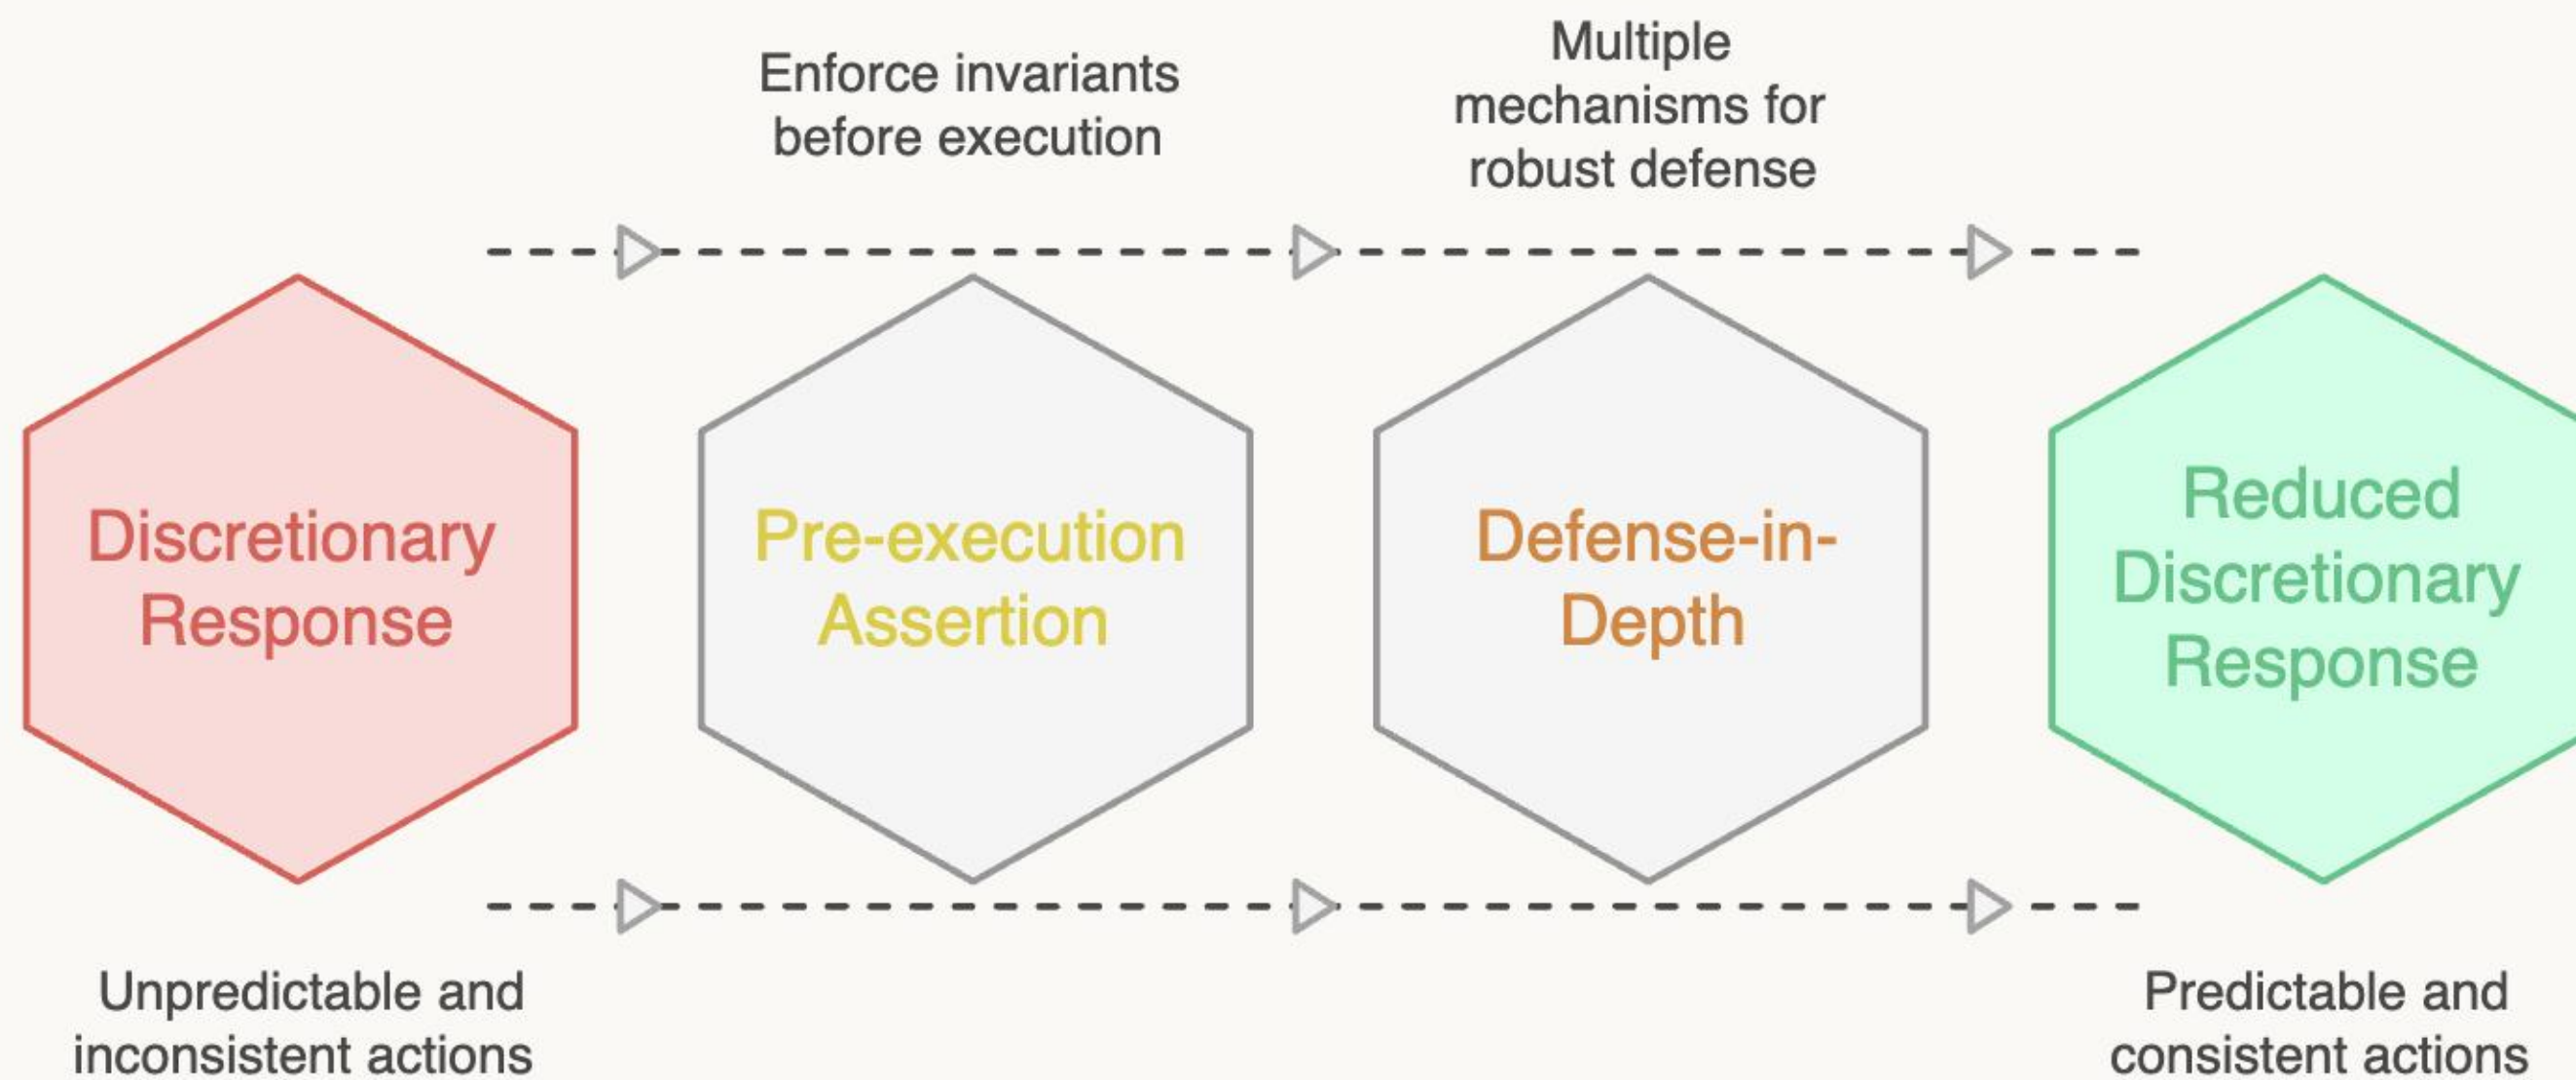 Enforce invariants
before execution
Multiple
mechanisms for
robust defense
Discretionary
Response
Pre-execution
Assertion
Defense-in-
Depth
Reduced
Discretionary
Response
Unpredictable and
inconsistent actions
Predictable and
consistent actions